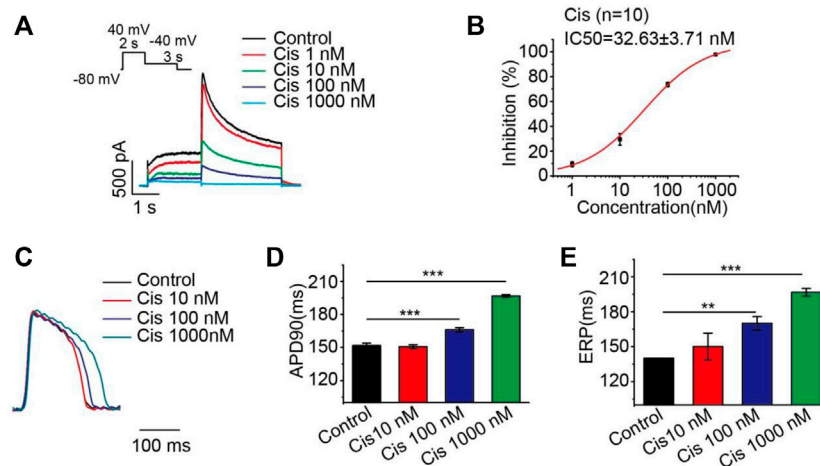 A
40 mV
2 s
-40 mV
3 s
-80 mV
Control
Cis 1 nM
Cis 10 nM
Cis 100 nM
Cis 1000 nM
500 pA
1 s
B
Cis (n=10)
IC50=32.63±3.71 nM
100
80
60
40
20
0
Inhibition (%)
1
10
100
1000
Concentration(nM)
C
Control
Cis 10 nM
Cis 100 nM
Cis 1000nM
100 ms
D
210
180
150
120
APD90(ms)
***
***
Control
Cis10 nM
Cis 100 nM
Cis 1000 nM
E
210
180
150
120
ERP(ms)
***
**
Control
Cis10 nM
Cis 100 nM
Cis 1000 nM